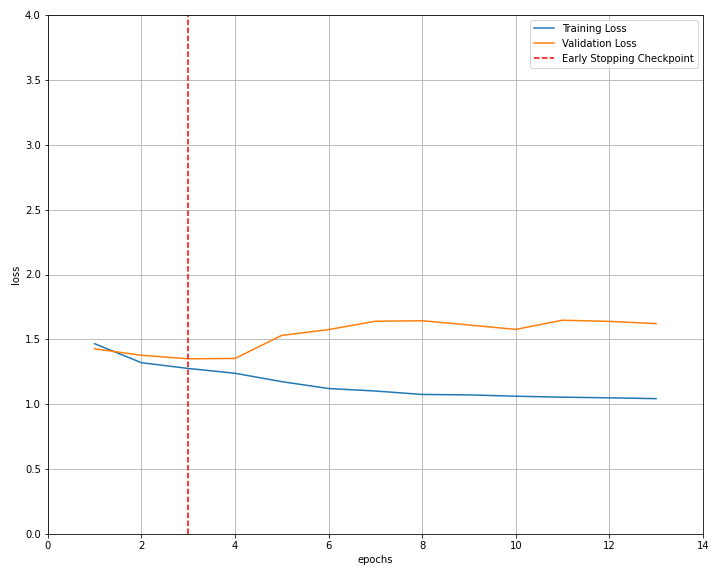 4.0
3.5
3.0
2.5
2.0
1.5
1.0
0.5
0.0
loss
0 2 4 6 8 10 12 14
epochs
Training Loss
Validation Loss
Early Stopping Checkpoint